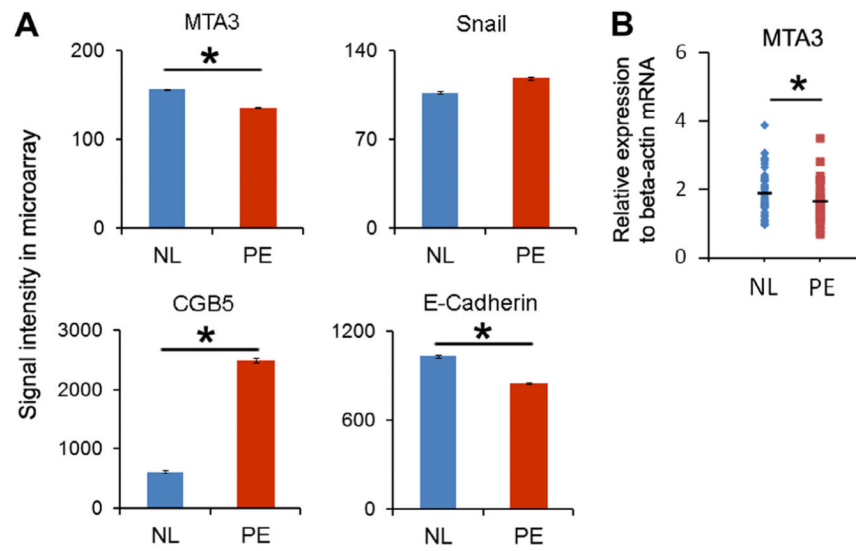 A
Signal intensity in microarray
MTA3
200
100
0
*
NL PE
Snail
140
70
0
NL PE
CGB5
3000
2000
1000
0
*
NL PE
E-Cadherin
1200
600
0
*
NL PE
B
MTA3
Relative expression
to beta-actin mRNA
6
4
2
0
*
NL PE